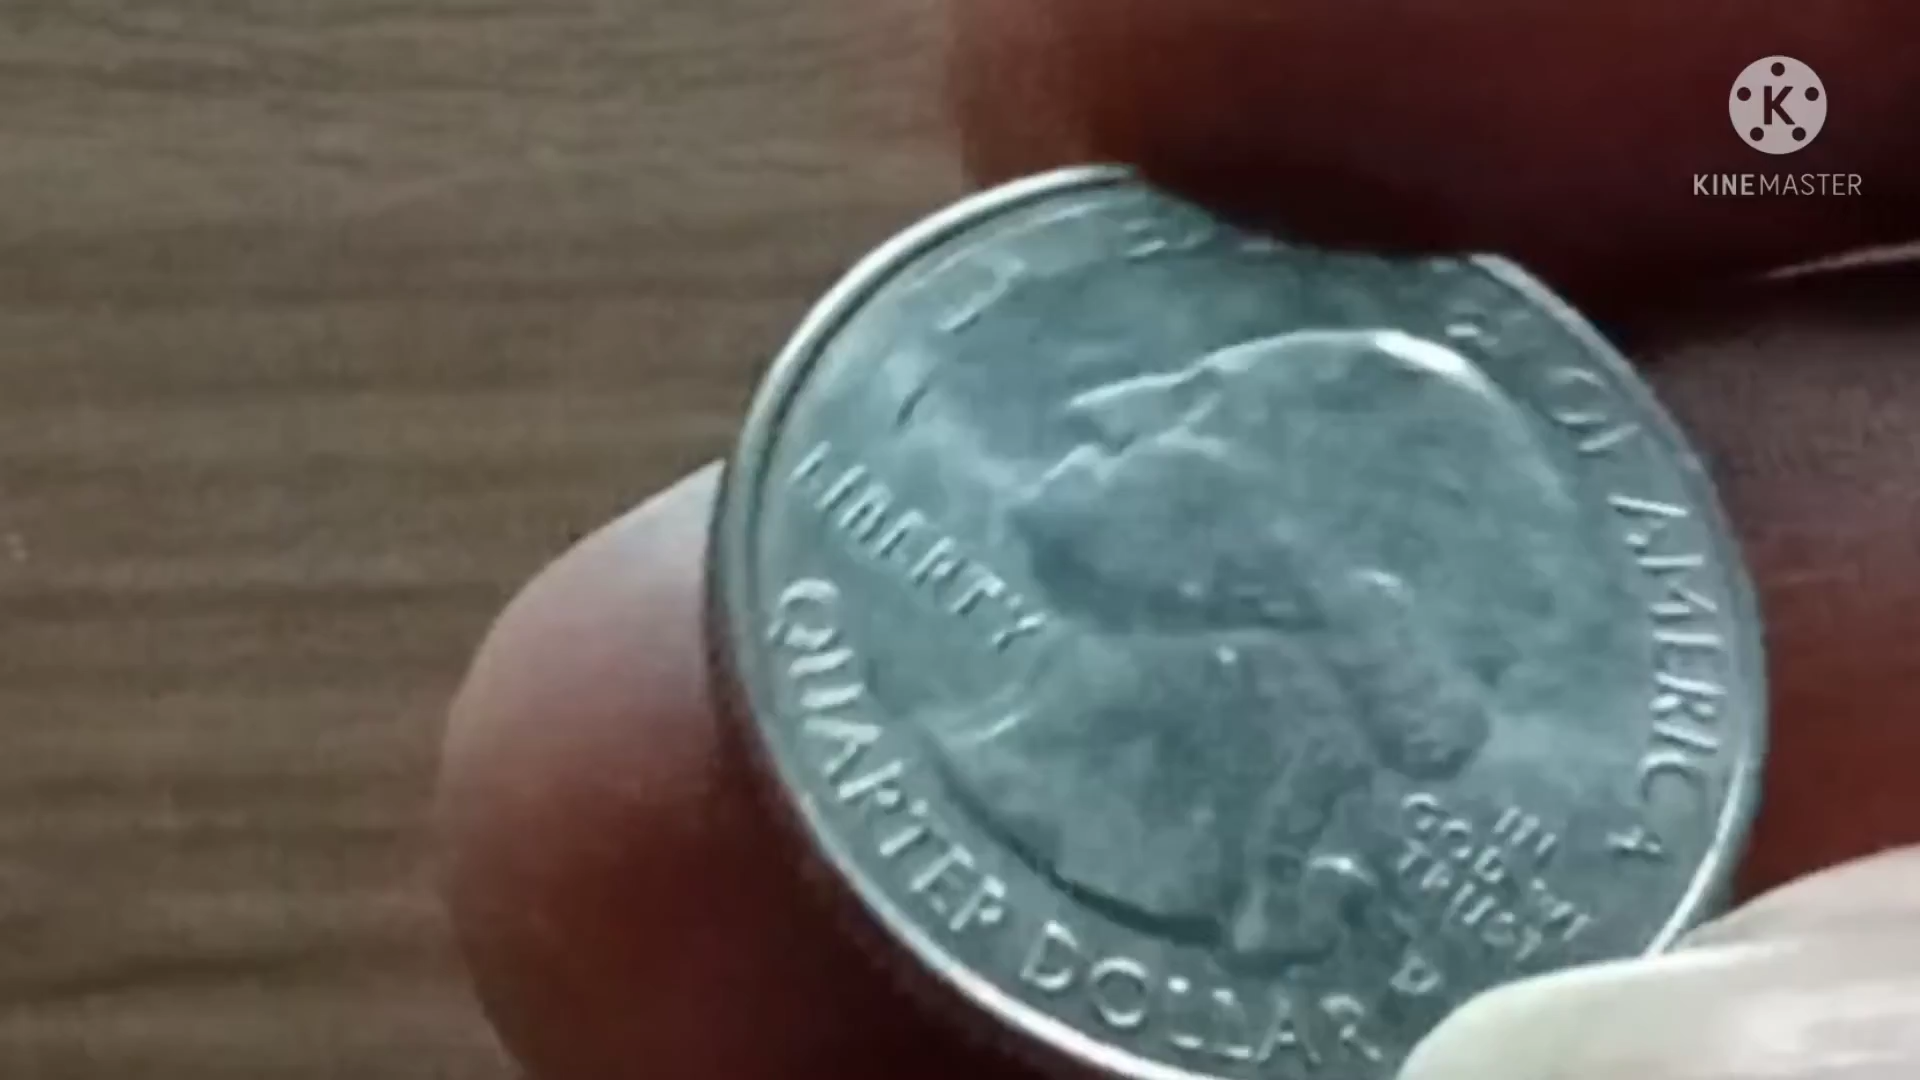 K
KINEMASTER
OF AMERICA
LIBERTY
IN
GOD WE
TRUST
P
QUARTER DOLLAR